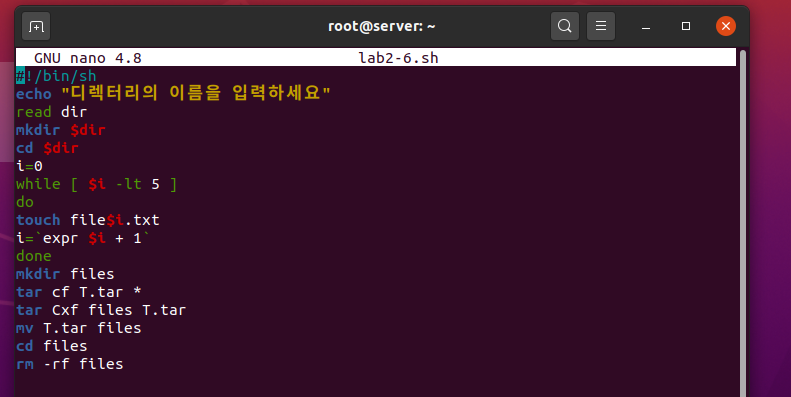 root@server: ~
GNU nano 4.8 lab2-6.sh
#!/bin/sh
echo "디렉터리의 이름을 입력하세요"
read dir
mkdir $dir
cd $dir
i=0
while [ $i -lt 5 ]
do
touch file$i.txt
i=`expr $i + 1`
done
mkdir files
tar cf T.tar *
tar Cxf files T.tar
mv T.tar files
cd files
rm -rf files